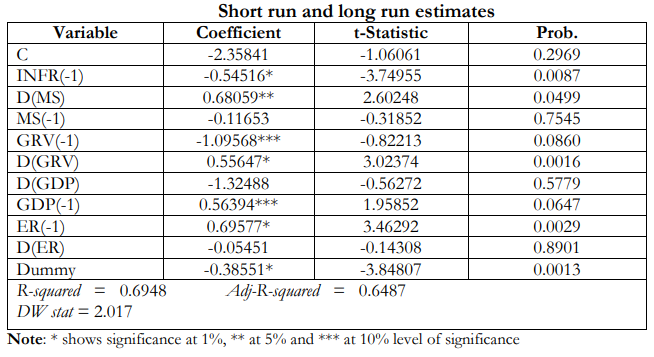 Short run and long run estimates
Variable Coefficient t-Statistic Prob.
C -2.35841 -1.06061 0.2969
INFR(-1) -0.54516* -3.74955 0.0087
D(MS) 0.68059** 2.60248 0.0499
MS(-1) -0.11653 -0.31852 0.7545
GRV(-1) -1.09568*** -0.82213 0.0860
D(GRV) 0.55647* 3.02374 0.0016
D(GDP) -1.32488 -0.56272 0.5779
GDP(-1) 0.56394*** 1.95852 0.0647
ER(-1) 0.69577* 3.46292 0.0029
D(ER) -0.05451 -0.14308 0.8901
Dummy -0.38551* -3.84807 0.0013
R-squared = 0.6948 Adj-R-squared = 0.6487
DW stat = 2.017
Note: * shows significance at 1%, ** at 5% and *** at 10% level of significance